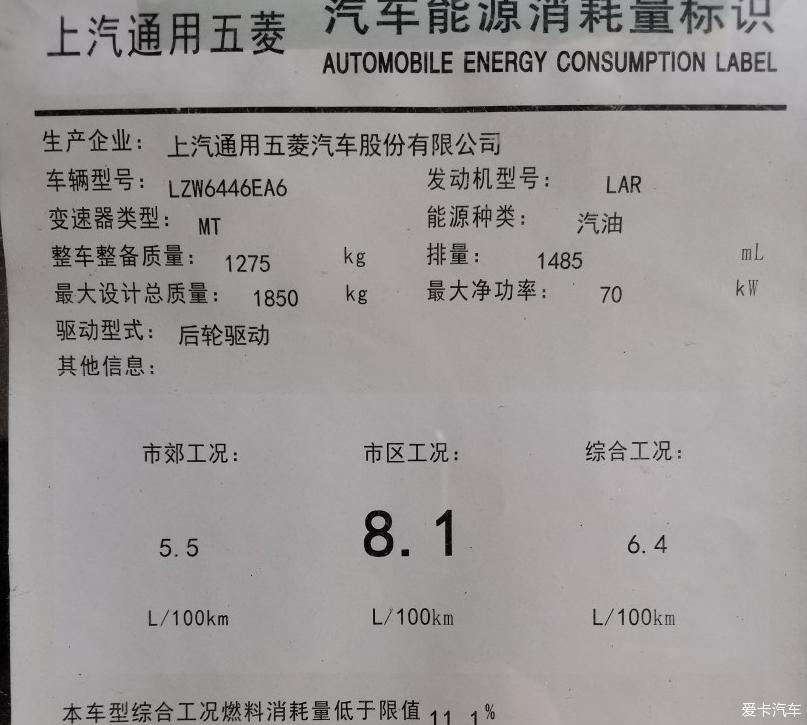 上汽通用五菱 汽车能源消耗量标识
AUTOMOBILE ENERGY CONSUMPTION LABEL
生产企业: 上汽通用五菱汽车股份有限公司
车辆型号: LZW6446EA6 发动机型号: LAR
变速器类型: MT 能源种类: 汽油
整车整备质量: 1275 kg 排量: 1485 mL
最大设计总质量: 1850 kg 最大净功率: 70 kW
驱动型式: 后轮驱动
其他信息:
市郊工况: 市区工况: 综合工况:
5.5 8.1 6.4
L/100km L/100km L/100km
本车型综合工况燃料消耗量低于限值 11.1%
爱卡汽车